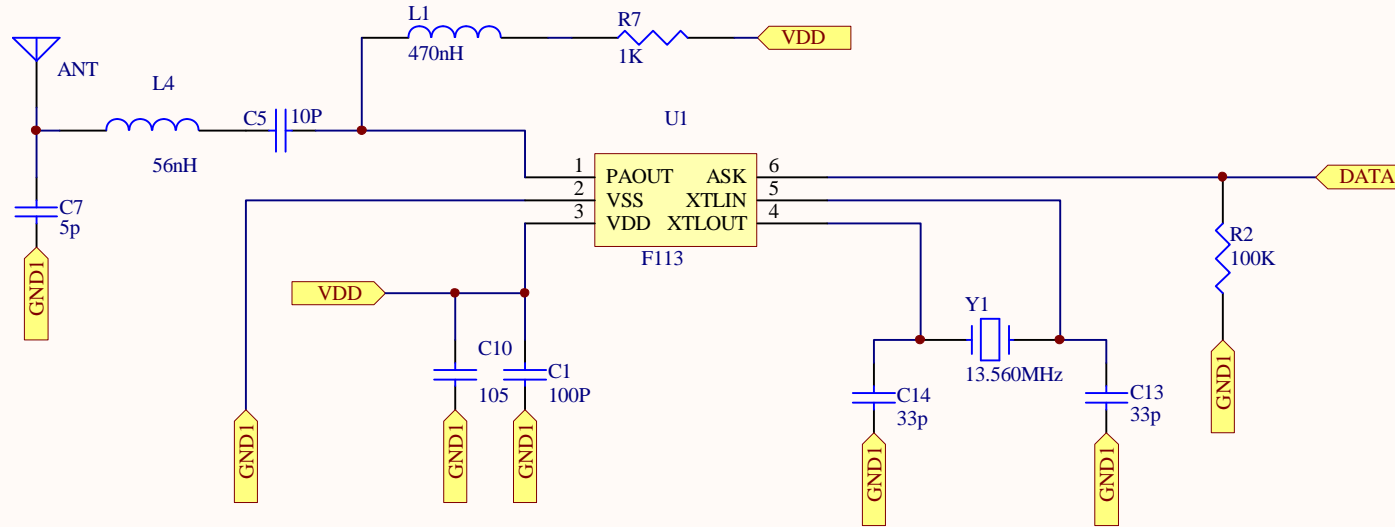 L1
470nH
R7
1K
VDD
ANT
L4
56nH
C5
10P
U1
1
PAOUT
ASK
6
2
VSS
XTLIN
5
3
VDD
XTLOUT
4
F113
DATA
C7
5p
GND1
R2
100K
GND1
VDD
C10
105
C1
100P
Y1
13.560MHz
C14
33p
C13
33p
GND1
GND1
GND1
GND1
GND1